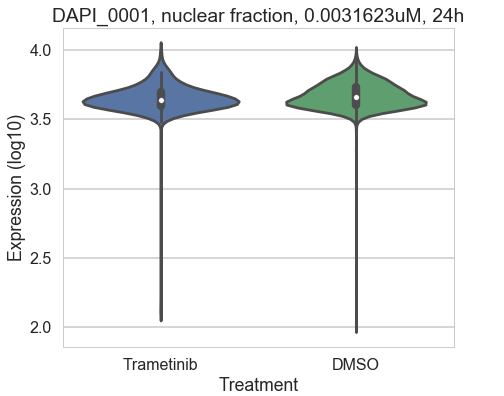 DAPI_0001, nuclear fraction, 0.0031623uM, 24h
4.0
3.5
3.0
2.5
2.0
Expression (log10)
Trametinib DMSO
Treatment